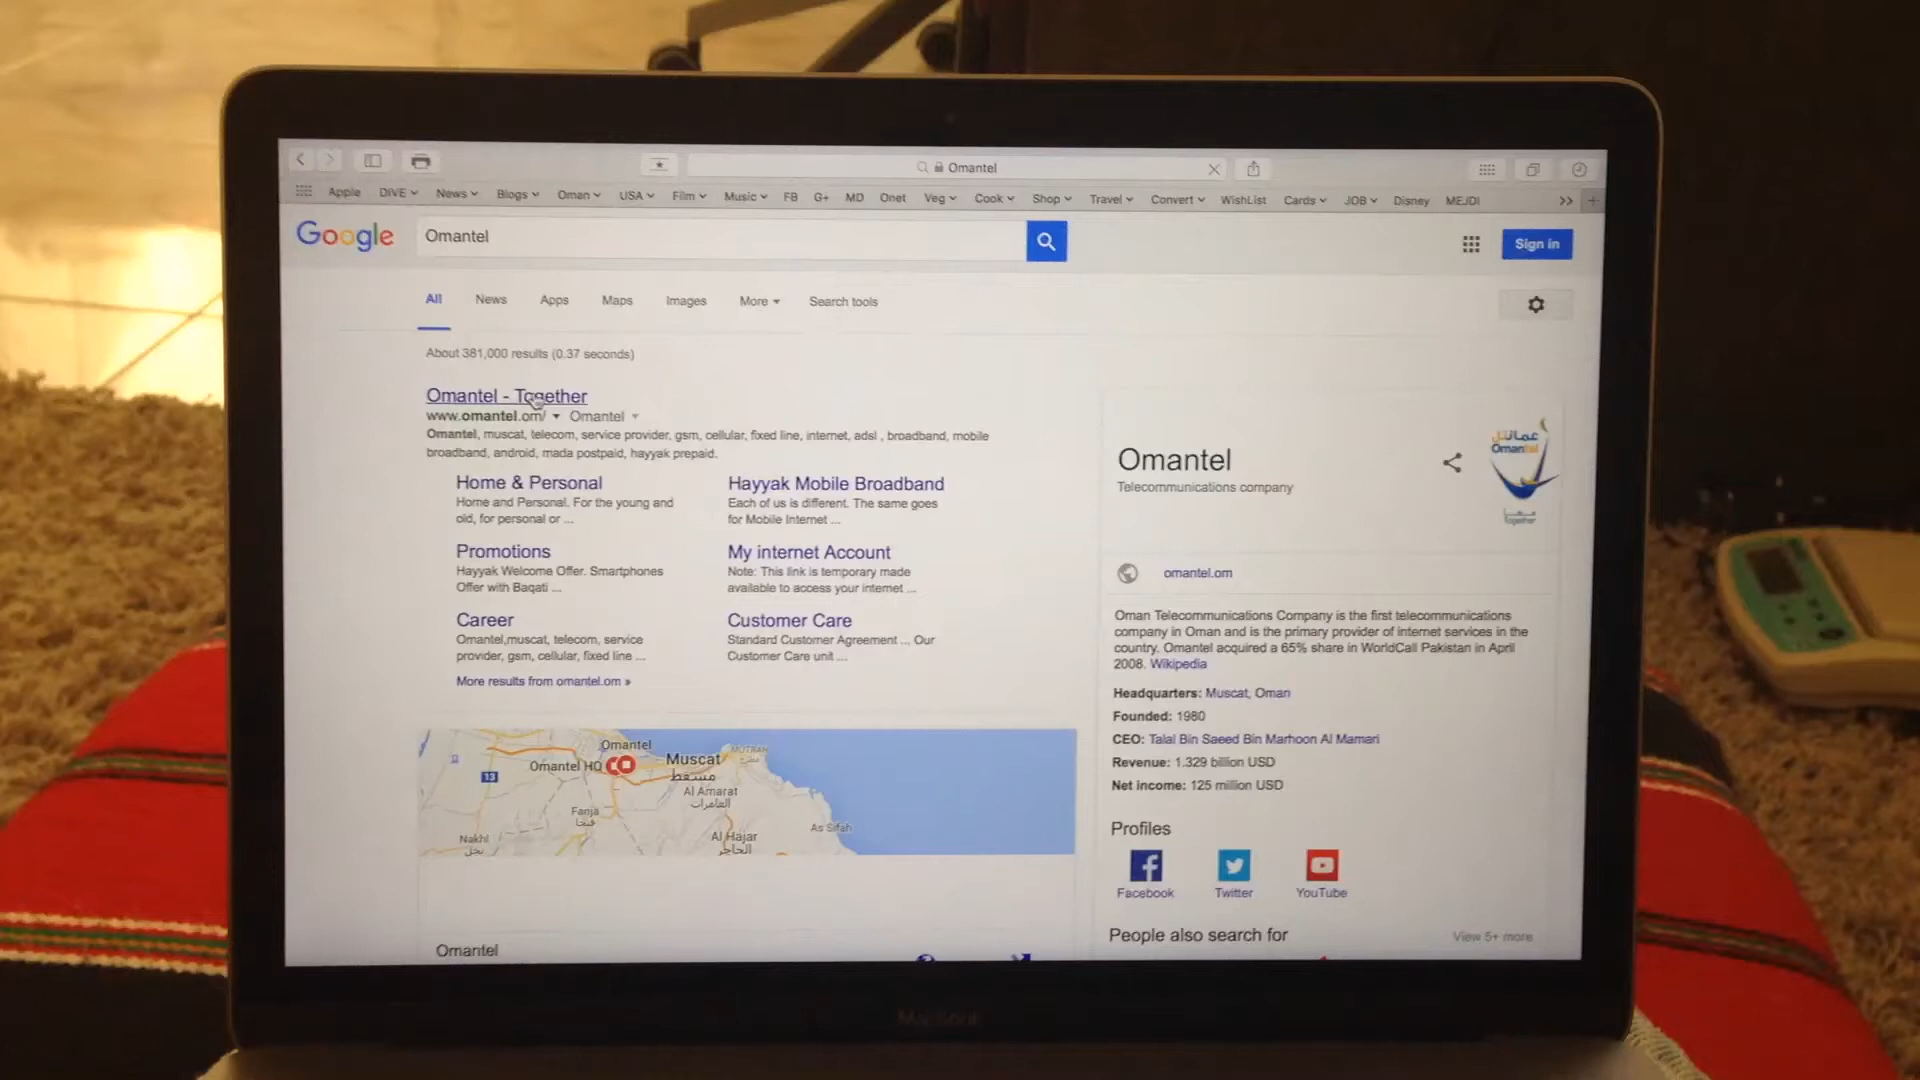 Omantel
Apple DIVE News Blogs Oman USA Film Music FB G+ MD Onet Veg Cook Shop Travel Convert WishList Cards JOB Disney MEJDI
Google
Omantel
Sign in
All News Apps Maps Images More Search tools
About 381,000 results (0.37 seconds)
Omantel - Together
www.omantel.om/ Omantel
Omantel, muscat, telecom, service provider, gsm, cellular, fixed line, internet, adsl , broadband, mobile
broadband, android, mada postpaid, hayyak prepaid.
Home & Personal
Home and Personal. For the young and
old, for personal or ...
Hayyak Mobile Broadband
Each of us is different. The same goes
for Mobile Internet ...
Promotions
Hayyak Welcome Offer. Smartphones
Offer with Baqati ...
My internet Account
Note: This link is temporary made
available to access your internet ...
Career
Omantel,muscat, telecom, service
provider, gsm, cellular, fixed line ...
Customer Care
Standard Customer Agreement ... Our
Customer Care unit ...
More results from omantel.om »
Omantel
Omantel HQ
Muscat
مسقط
MUTRAH
مطرح
13
Al Amarat
العامرات
Fanja
فنجا
As Sifah
Nakhl
نخل
Al Hajar
الحاجر
Omantel
Omantel
Telecommunications company
عمانتل
Omantel
معا
Together
omantel.om
Oman Telecommunications Company is the first telecommunications
company in Oman and is the primary provider of internet services in the
country. Omantel acquired a 65% share in WorldCall Pakistan in April
2008. Wikipedia
Headquarters: Muscat, Oman
Founded: 1980
CEO: Talal Bin Saeed Bin Marhoon Al Mamari
Revenue: 1.329 billion USD
Net income: 125 million USD
Profiles
Facebook Twitter YouTube
People also search for
View 5+ more
MacBook